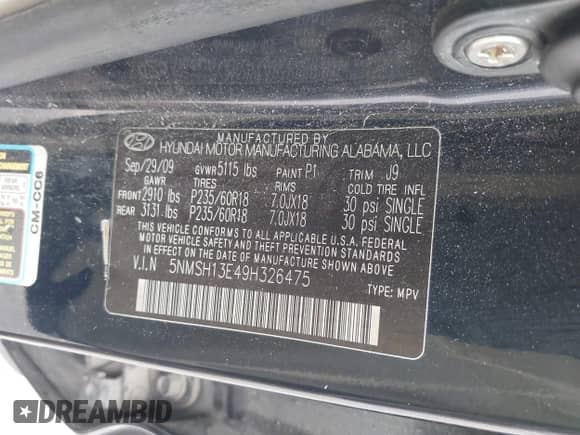 MANUFACTURED BY
HYUNDAI MOTOR MANUFACTURING ALABAMA, LLC
Sep/29/09 GVWR 5115 lbs PAINT P1 TRIM J9
GAWR TIRES RIMS COLD TIRE INFL
FRONT 2910 lbs P235/60R18 7.0JX18 30 psi SINGLE
REAR 3131 lbs P235/60R18 7.0JX18 30 psi SINGLE
THIS VEHICLE CONFORMS TO ALL APPLICABLE U.S.A. FEDERAL
MOTOR VEHICLE SAFETY AND THEFT PREVENTION STANDARDS
IN EFFECT ON THE DATE OF MANUFACTURE SHOWN ABOVE.
V.I.N 5NMSH13E49H326475
TYPE: MPV
CM-CC6
DREAMBID